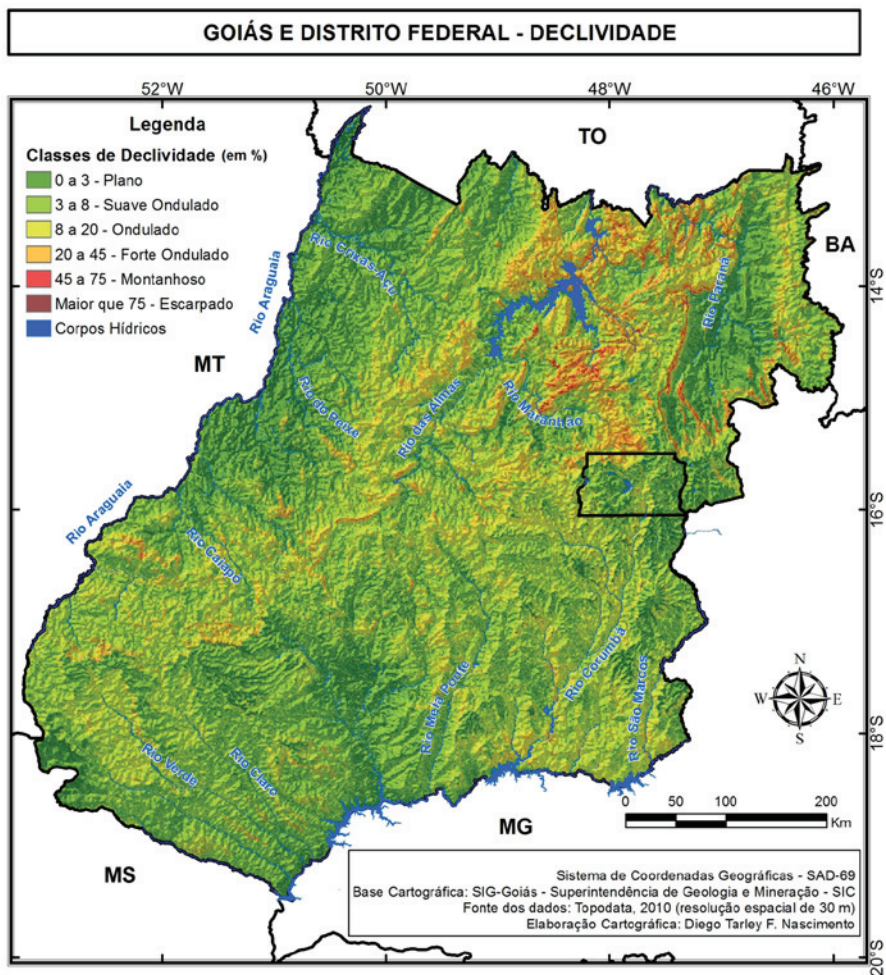 GOIÁS E DISTRITO FEDERAL - DECLIVIDADE
52°W
50°W
48°W
46°W
Legenda
Classes de Declividade (em %)
0 a 3 - Plano
3 a 8 - Suave Ondulado
8 a 20 - Ondulado
20 a 45 - Forte Ondulado
45 a 75 - Montanhoso
Maior que 75 - Escarpado
Corpos Hídricos
TO
BA
MT
MS
MG
14°S
16°S
18°S
20°S
Rio Araguaia
Rio Crixás-Açu
Rio Paranã
Rio do Peixe
Rio das Almas
Rio Maranhão
Rio Araguaia
Rio Caiapó
Rio Verde
Rio Claro
Rio Meia Ponte
Rio Corumbá
Rio São Marcos
N
W
E
S
0
50
100
200
Km
Sistema de Coordenadas Geográficas - SAD-69
Base Cartográfica: SIG-Goiás - Superintendência de Geologia e Mineração - SIC
Fonte dos dados: Topodata, 2010 (resolução espacial de 30 m)
Elaboração Cartográfica: Diego Tarley F. Nascimento